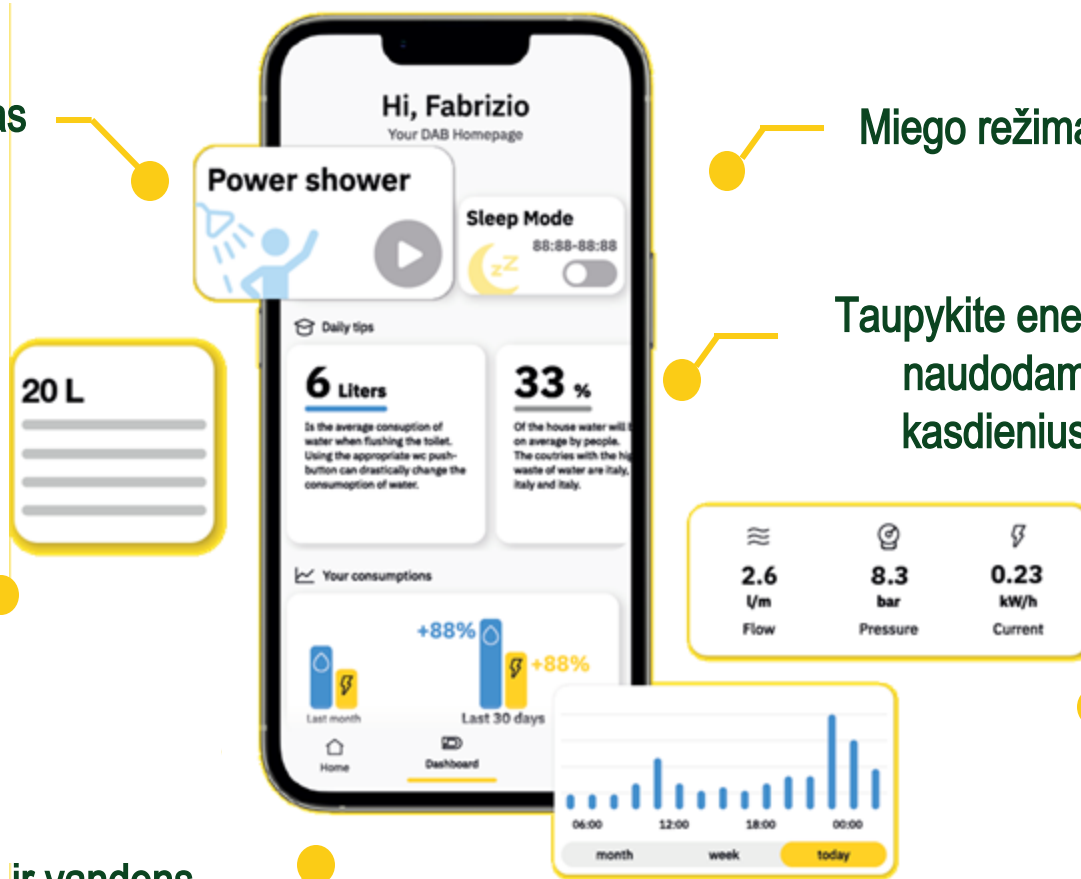 as
Miego režima
Taupykite ene
naudodam
kasdienius
ir vandens
Hi, Fabrizio
Your DAB Homepage
Power shower
Sleep Mode
88:88-88:88
zZ
Daily tips
6 Liters
Is the average consuption of
water when flushing the toilet.
Using the appropriate wc push-
button can drastically change the
consumoption of water.
33 %
Of the house water will b
on average by people.
The coutries with the hig
waste of water are italy,
italy and italy.
20 L
2.6
l/m
Flow
8.3
bar
Pressure
0.23
kW/h
Current
Your consumptions
+88%
+88%
Last month
Last 30 days
Home
Dashboard
06:00 12:00 18:00 00:00
month week today